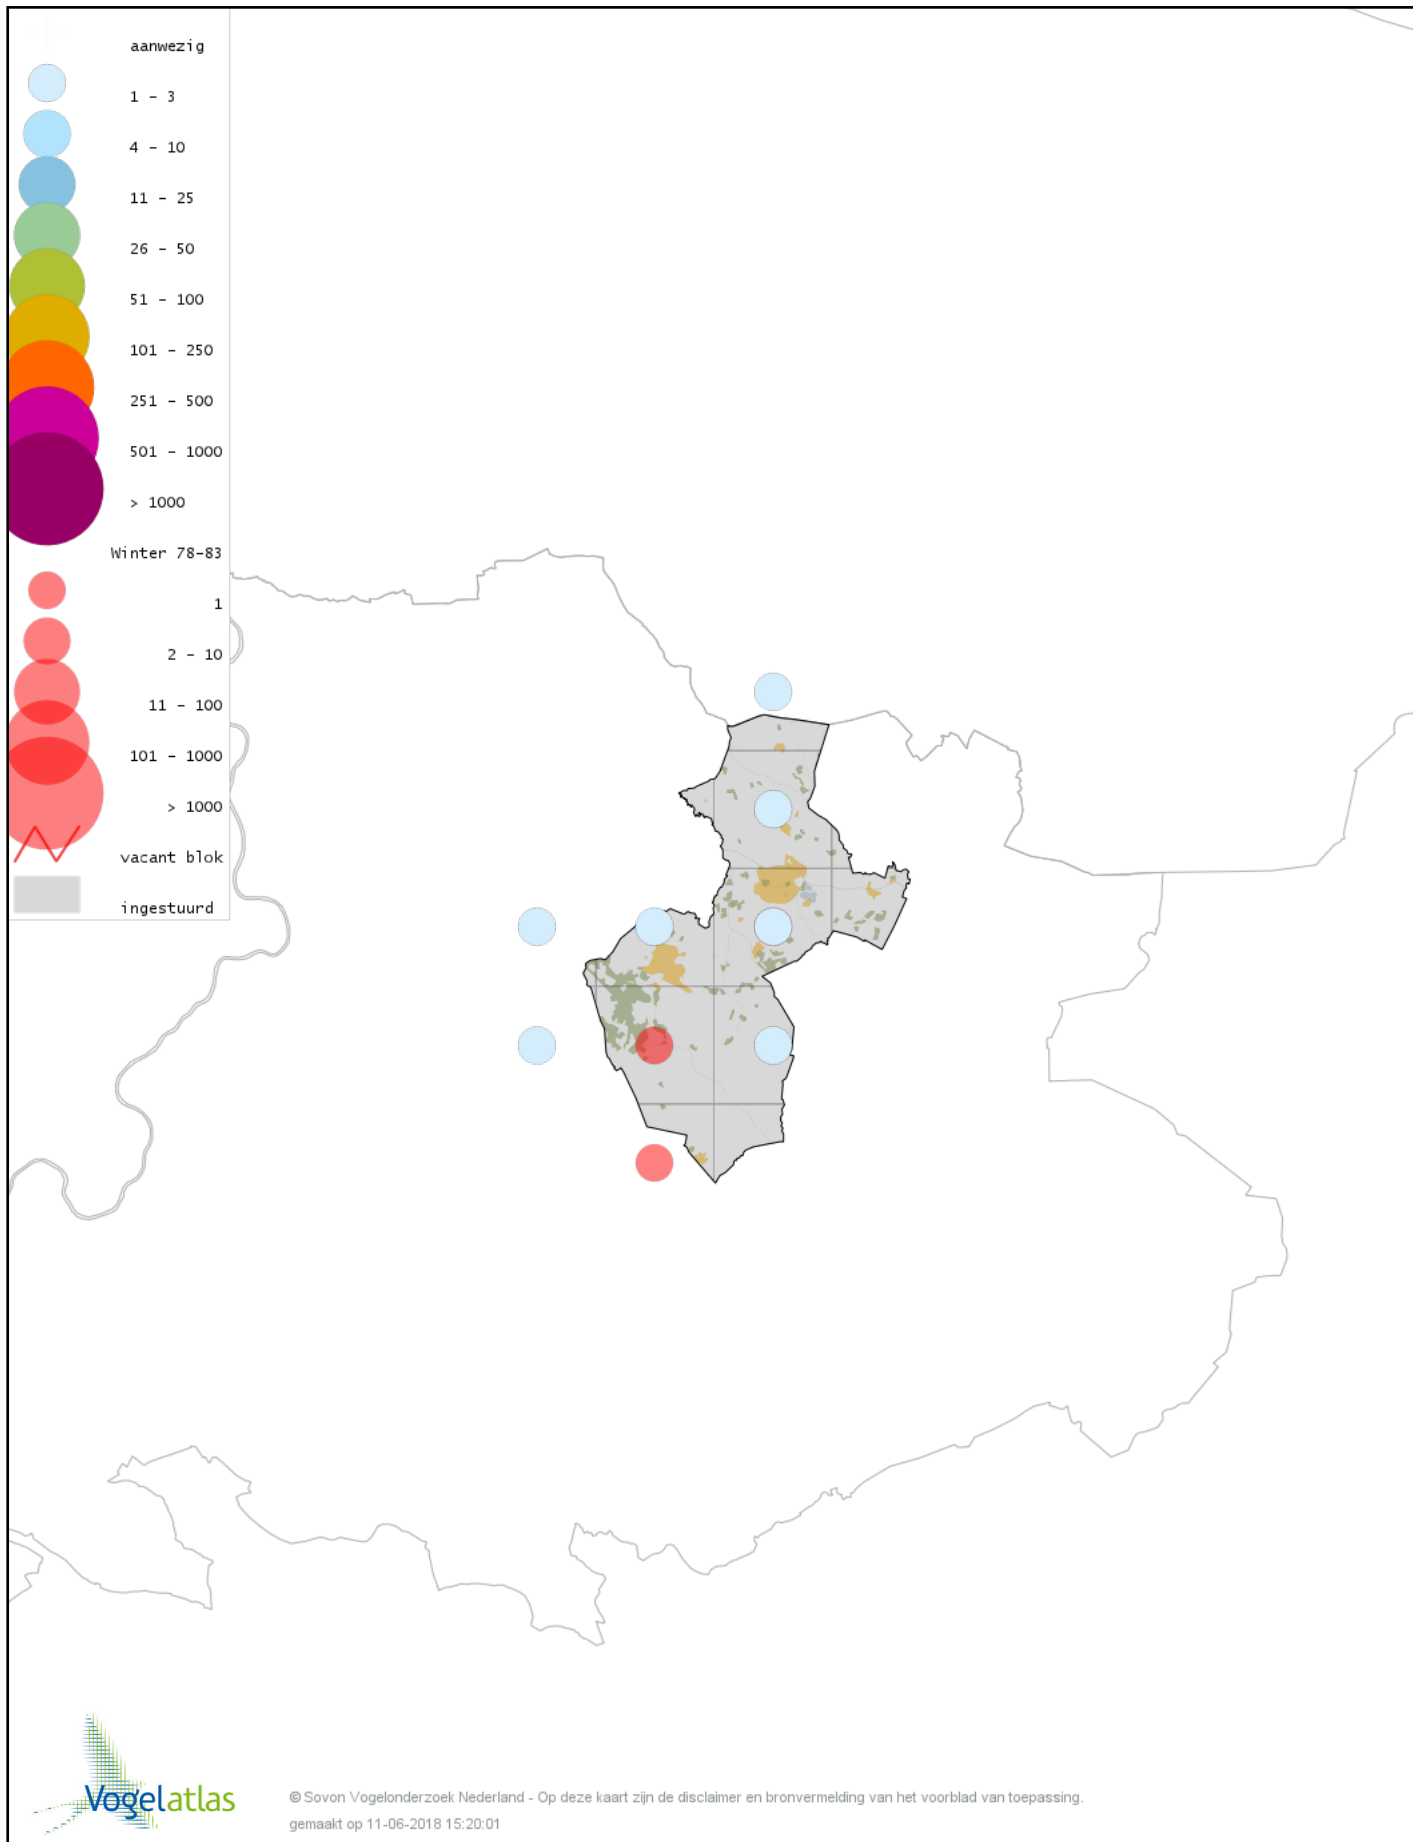 aanwezig
1 - 3
4 - 10
11 - 25
26 - 50
51 - 100
101 - 250
251 - 500
501 - 1000
> 1000
Winter 78-83
1
2 - 10
11 - 100
101 - 1000
> 1000
vacant blok
ingestuurd
Vogelatlas
© Sovon Vogelonderzoek Nederland - Op deze kaart zijn de disclaimer en bronvermelding van het voorblad van toepassing.
gemaakt op 11-06-2018 15:20:01